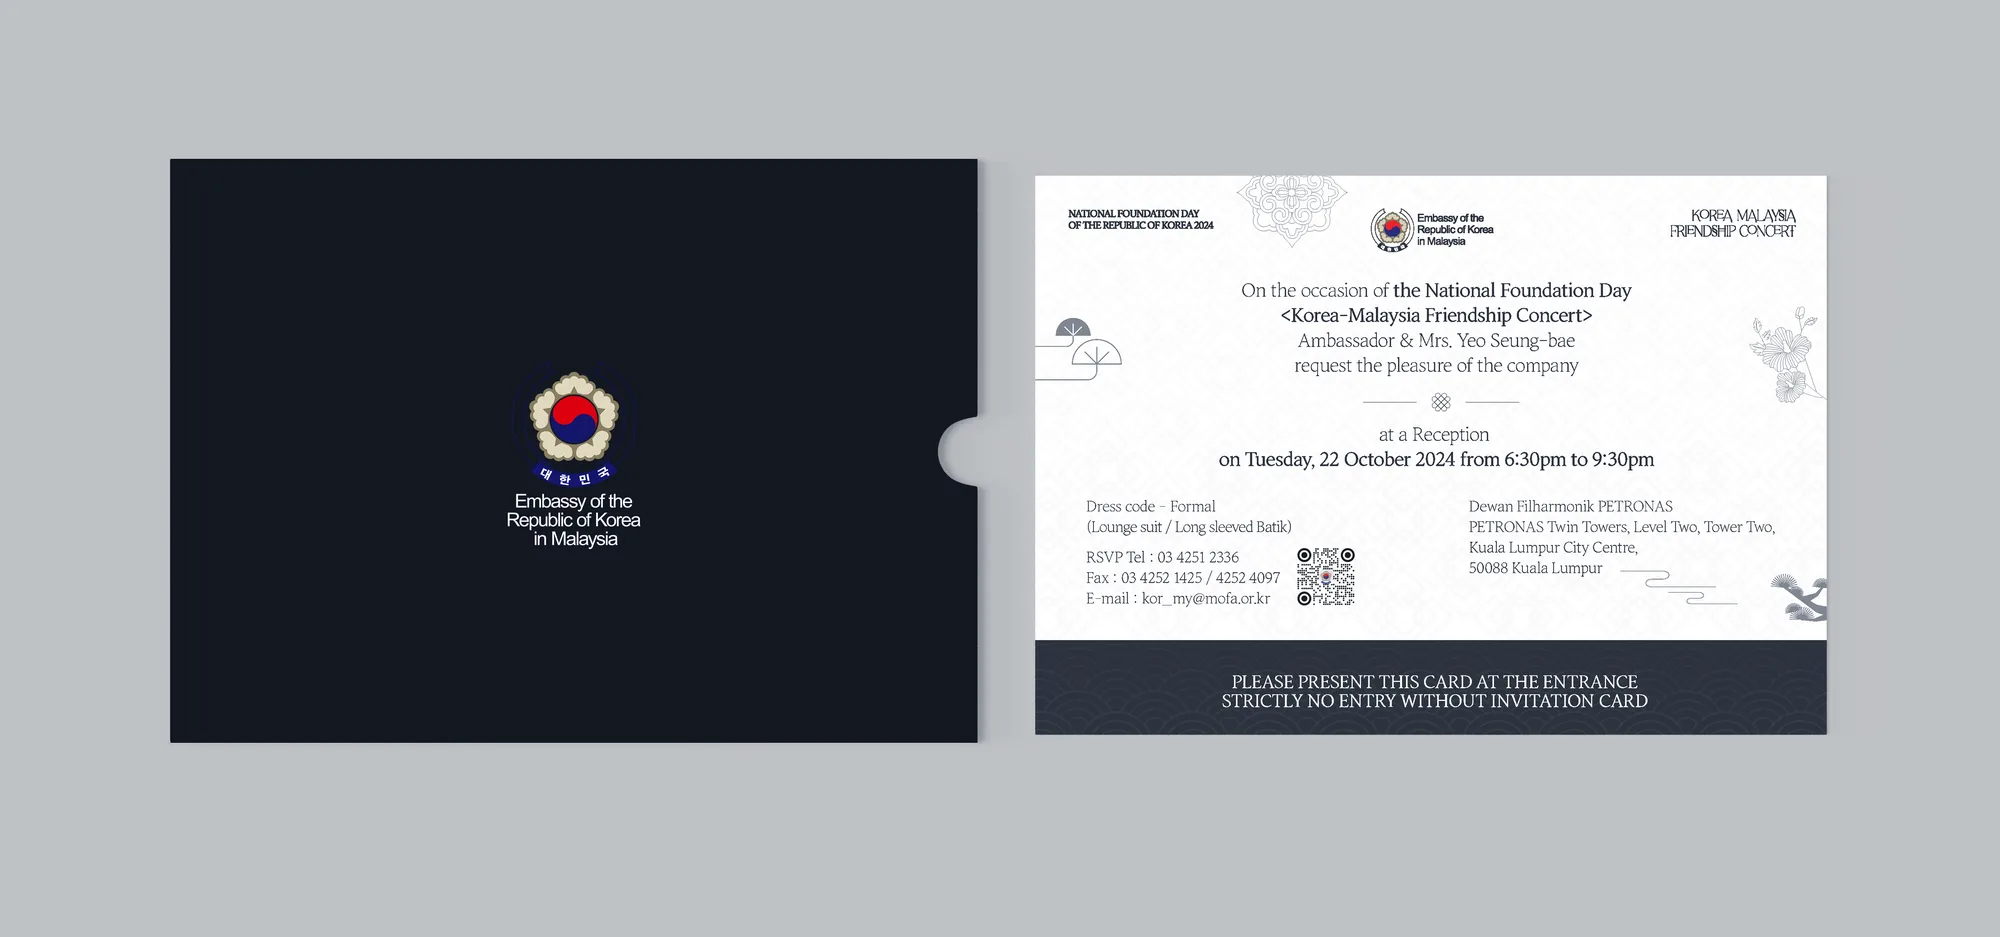 대한민국
Embassy of the
Republic of Korea
in Malaysia
NATIONAL FOUNDATION DAY
OF THE REPUBLIC OF KOREA 2024
Embassy of the
Republic of Korea
in Malaysia
KOREA MALAYSIA
FRIENDSHIP CONCERT
On the occasion of the National Foundation Day
<Korea-Malaysia Friendship Concert>
Ambassador & Mrs. Yeo Seung-bae
request the pleasure of the company
at a Reception
on Tuesday, 22 October 2024 from 6:30pm to 9:30pm
Dress code - Formal
(Lounge suit / Long sleeved Batik)
RSVP Tel : 03 4251 2336
Fax : 03 4252 1425 / 4252 4097
E-mail : kor_my@mofa.or.kr
Dewan Filharmonik PETRONAS
PETRONAS Twin Towers, Level Two, Tower Two,
Kuala Lumpur City Centre,
50088 Kuala Lumpur
PLEASE PRESENT THIS CARD AT THE ENTRANCE
STRICTLY NO ENTRY WITHOUT INVITATION CARD